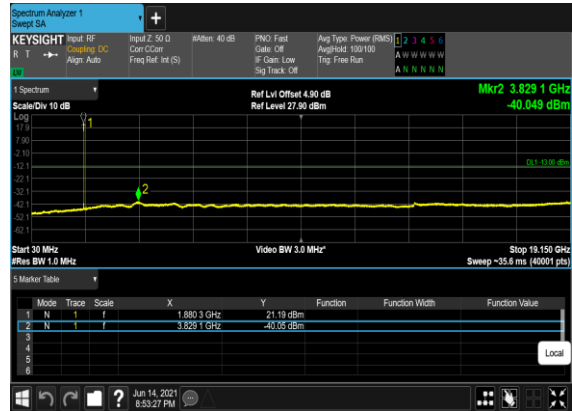 Spectrum Analyzer 1
Swept SA
+
KEYSIGHT Input: RF Input Z: 50 Ω #Atten: 40 dB PNO: Fast Avg Type: Power (RMS) 1 2 3 4 5 6
R T Coupling: DC Corr CCorr Gate: Off Avg|Hold: 100/100 A W W W W W
Align: Auto Freq Ref: Int (S) IF Gain: Low Trig: Free Run A N N N N N
Sig Track: Off
LW
1 Spectrum Ref Lvl Offset 4.90 dB Mkr2 3.829 1 GHz
Scale/Div 10 dB Ref Level 27.90 dBm -40.049 dBm
Log
17.9
1
7.90
-2.10
-12.1
DL1 -13.00 dBm
-22.1
-32.1
2
-42.1
-52.1
-62.1
Start 30 MHz Video BW 3.0 MHz* Stop 19.150 GHz
#Res BW 1.0 MHz Sweep ~35.6 ms (40001 pts)
5 Marker Table
Mode Trace Scale X Y Function Function Width Function Value
1 N 1 f 1.880 3 GHz 21.19 dBm
2 N 1 f 3.829 1 GHz -40.05 dBm
3
4
5
6
Local
? Jun 14, 2021
8:53:27 PM